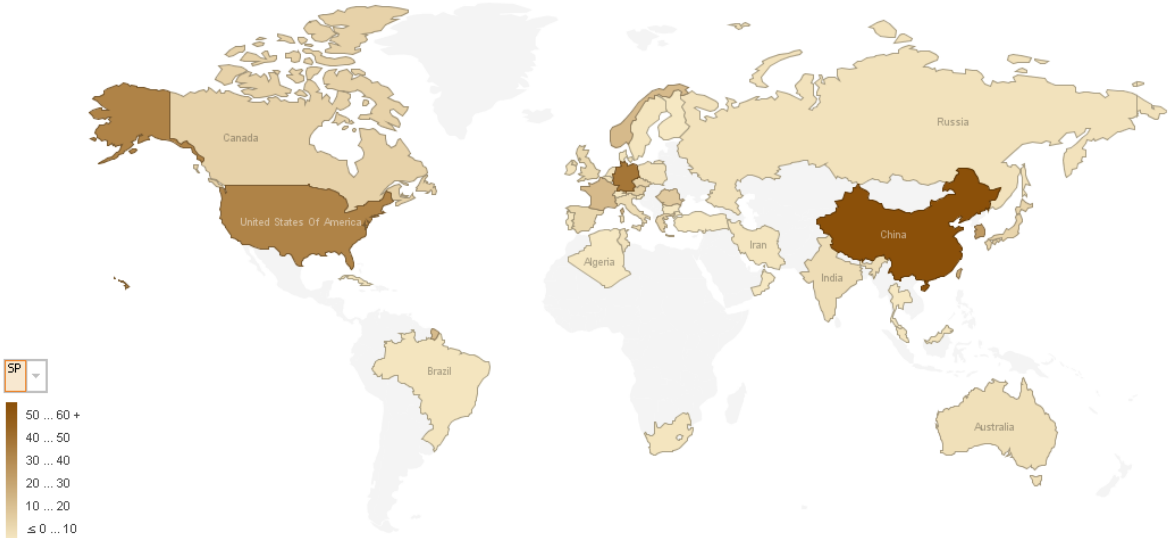 Canada
Russia
United States Of America
China
Iran
Algeria
India
Brazil
SP
50 ... 60 +
40 ... 50
30 ... 40
20 ... 30
10 ... 20
≤ 0 ... 10
Australia